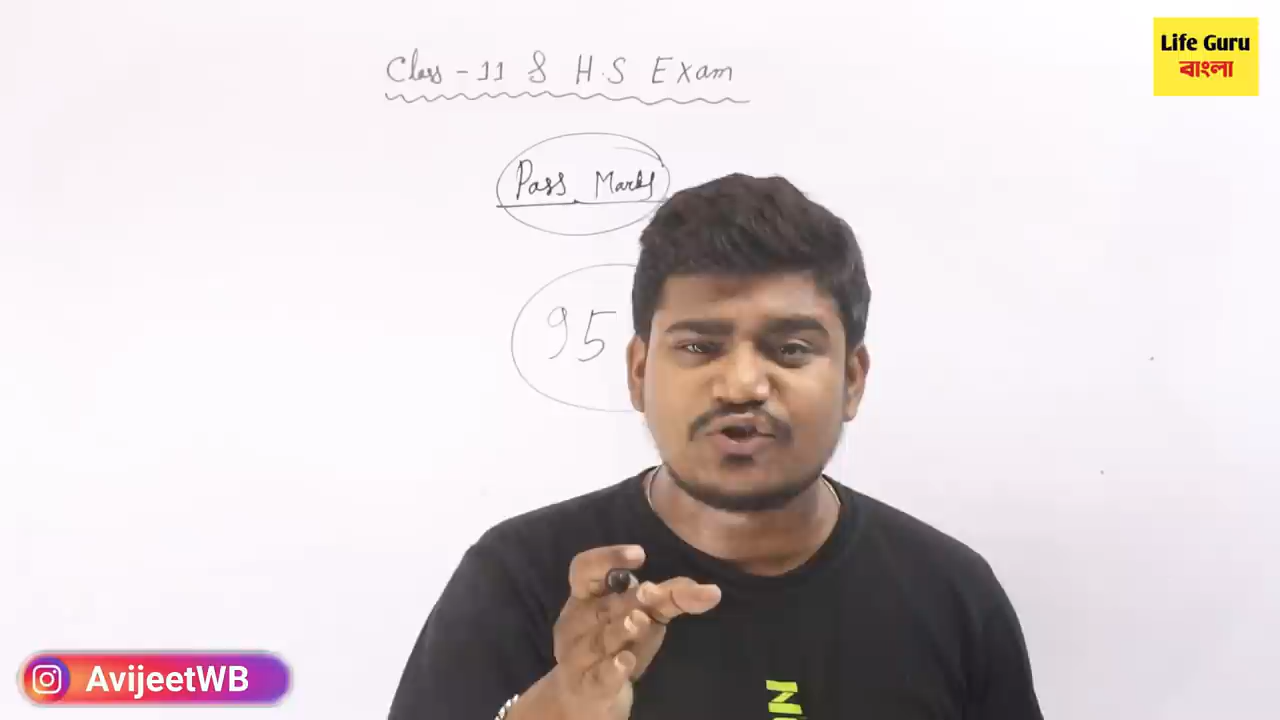 Class - 11 & H.S Exam
Life Guru
বাংলা
Pass Marks
95
AvijeetWB